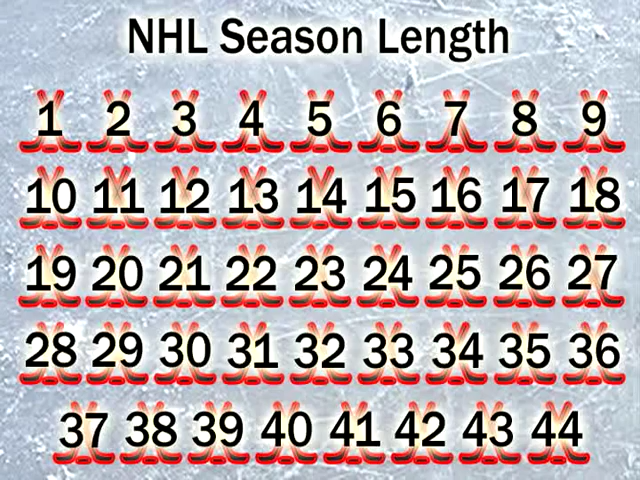 NHL Season Length
1 2 3 4 5 6 7 8 9
10 11 12 13 14 15 16 17 18
19 20 21 22 23 24 25 26 27
28 29 30 31 32 33 34 35 36
37 38 39 40 41 42 43 44